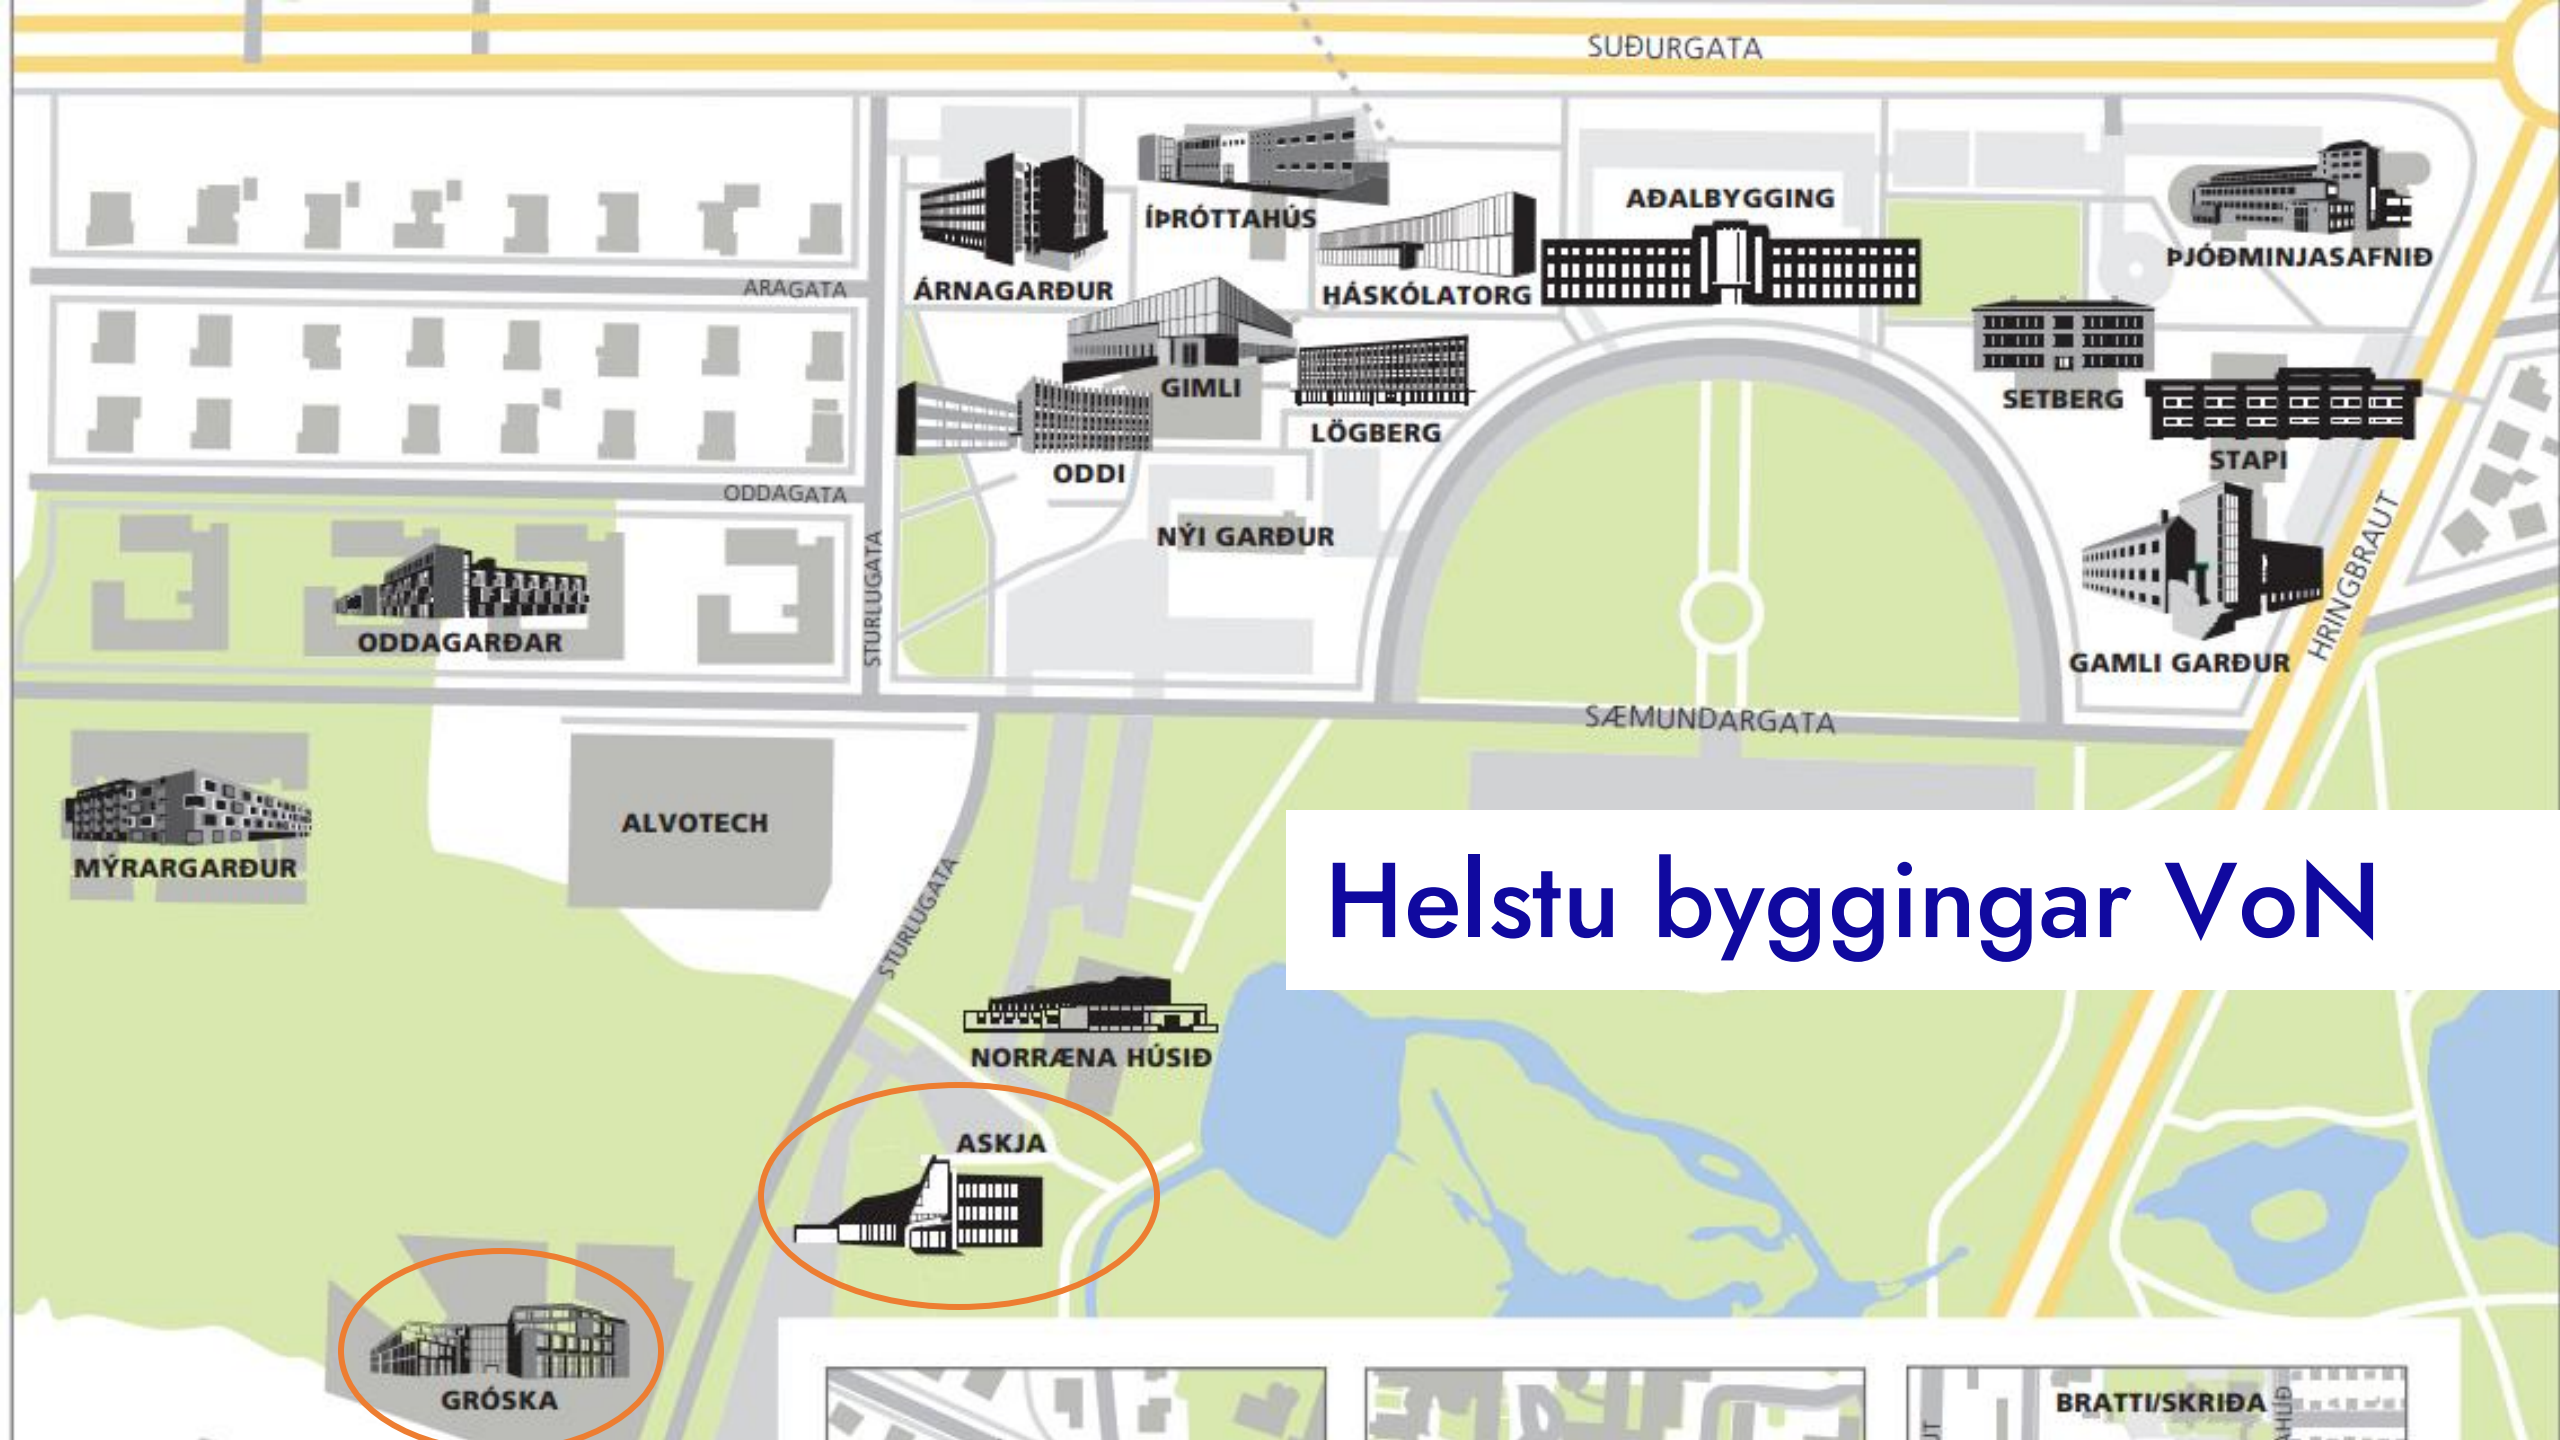 SUÐURGATA
AÐALBYGGING
ÍÞRÓTTAHÚS
ÞJÓÐMINJASAFNIÐ
ARAGATA
ÁRNAGARÐUR
HÁSKÓLATORG
GIMLI
SETBERG
LÖGBERG
STAPI
ODDI
ODDAGATA
NÝI GARÐUR
STURLUGATA
HRINGBRAUT
ODDAGARÐAR
GAMLI GARÐUR
SÆMUNDARGATA
ALVOTECH
MÝRARGARÐUR
STURLUGATA
Helstu byggingar VoN
NORRÆNA HÚSIÐ
ASKJA
GRÓSKA
BRATTI/SKRIÐA